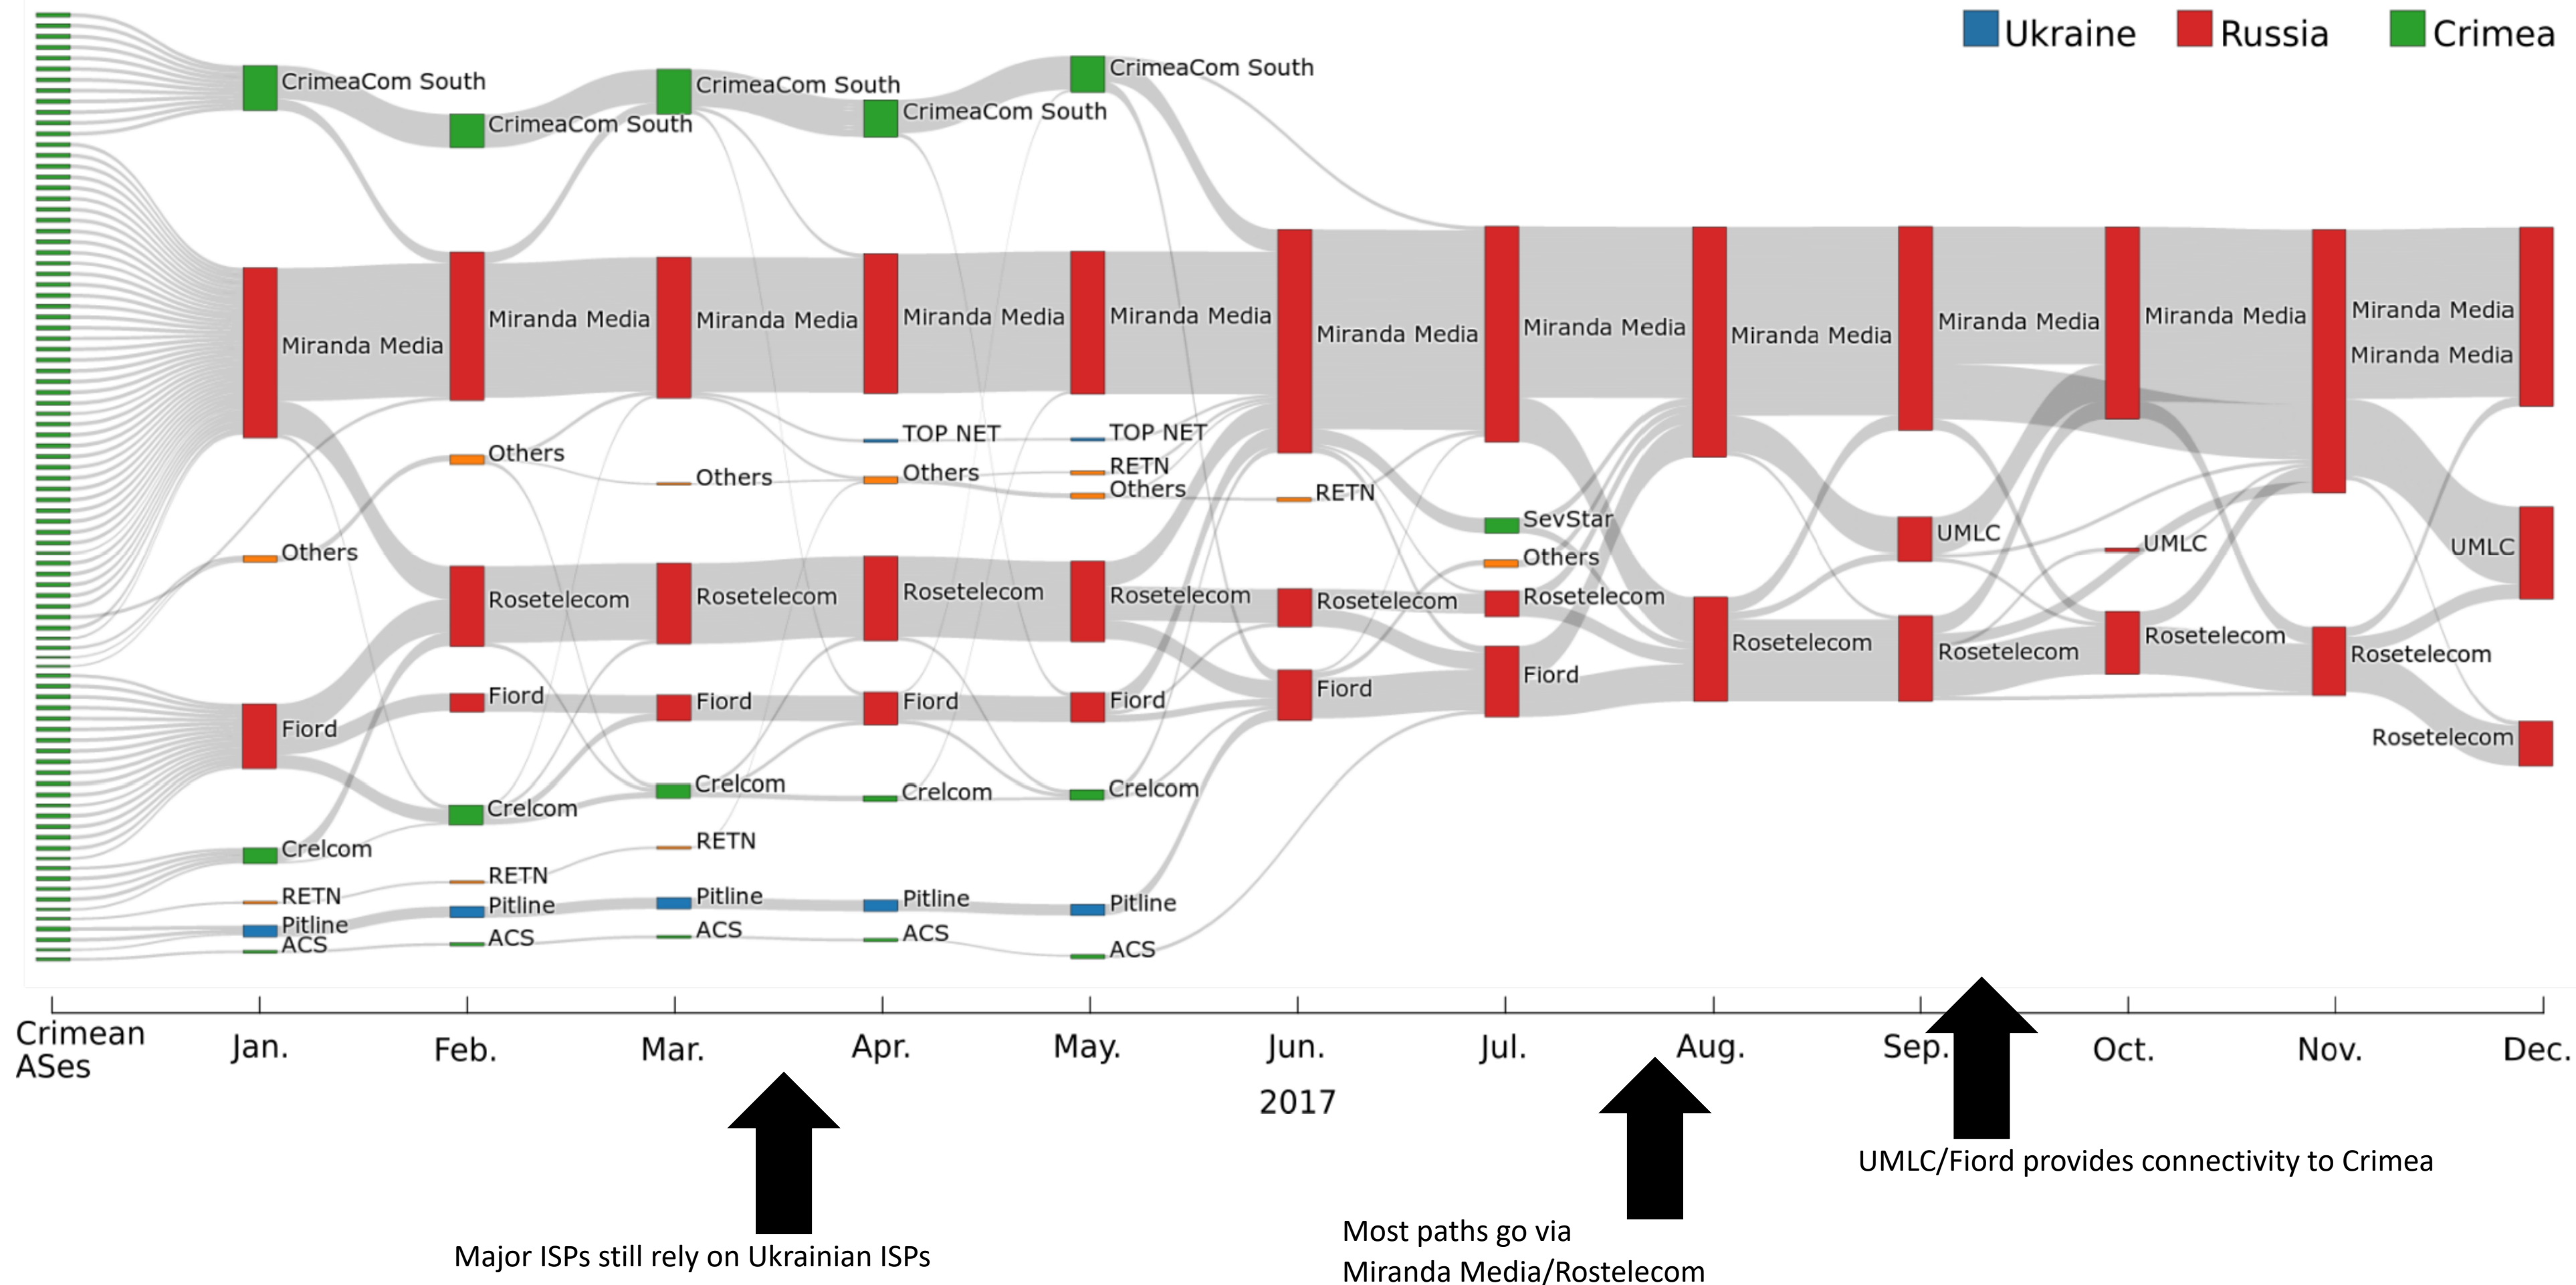 Ukraine Russia Crimea
CrimeaCom South
CrimeaCom South
CrimeaCom South
CrimeaCom South
CrimeaCom South
Miranda Media
Miranda Media
Miranda Media
Miranda Media
Miranda Media
Miranda Media
Miranda Media
Miranda Media
Miranda Media
Miranda Media
Miranda Media
Miranda Media
TOP NET
TOP NET
Others
Others
Others
Others
RETN
Others
RETN
SevStar
Others
UMLC
UMLC
UMLC
Rosetelecom
Rosetelecom
Rosetelecom
Rosetelecom
Rosetelecom
Rosetelecom
Rosetelecom
Rosetelecom
Rosetelecom
Rosetelecom
Rosetelecom
Fiord
Fiord
Fiord
Fiord
Fiord
Fiord
Fiord
Crelcom
Crelcom
Crelcom
Crelcom
Crelcom
RETN
RETN
RETN
Pitline
Pitline
Pitline
Pitline
Pitline
ACS
ACS
ACS
ACS
ACS
Crimean
ASes
Jan. Feb. Mar. Apr. May. Jun. Jul. Aug. Sep. Oct. Nov. Dec.
2017
UMLC/Fiord provides connectivity to Crimea
Major ISPs still rely on Ukrainian ISPs
Most paths go via
Miranda Media/Rostelecom